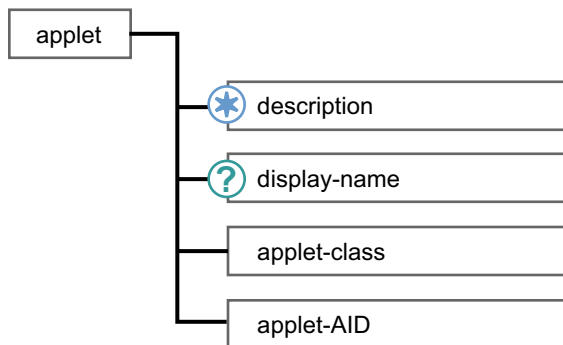 applet
description
?
display-name
applet-class
applet-AID